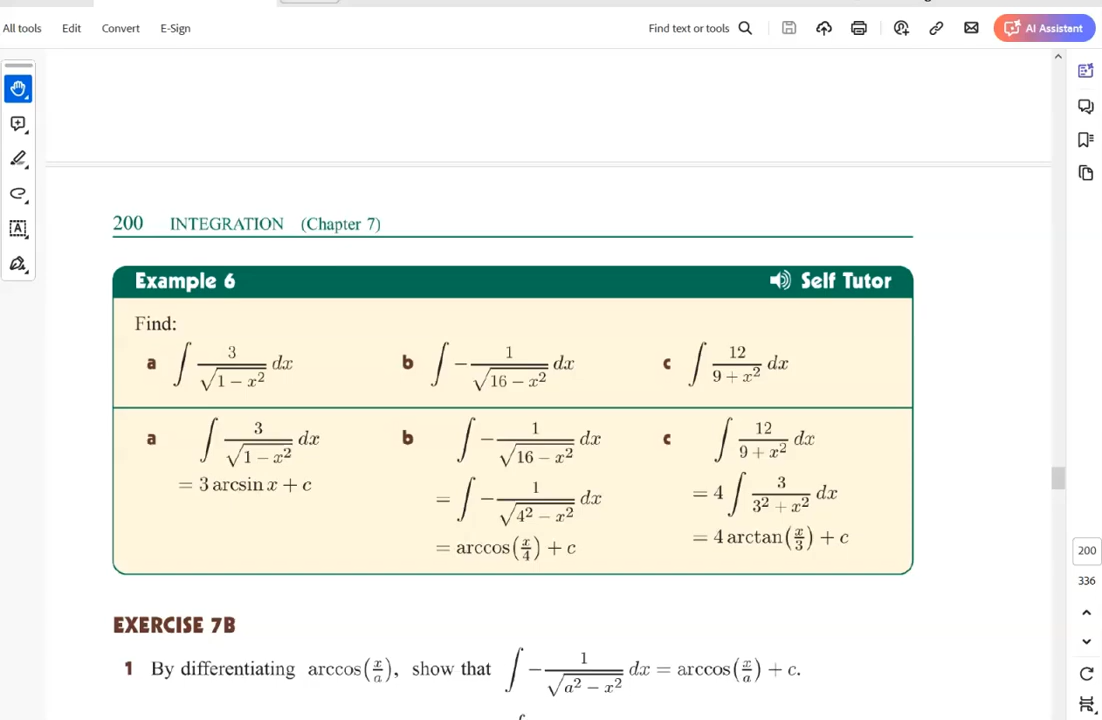 All tools Edit Convert E-Sign Find text or tools AI Assistant
200 INTEGRATION (Chapter 7)
Example 6 Self Tutor
Find:
a ∫ 3/√(1 − x²) dx b ∫ − 1/√(16 − x²) dx c ∫ 12/(9 + x²) dx
a ∫ 3/√(1 − x²) dx
= 3 arcsin x + c
b ∫ − 1/√(16 − x²) dx
= ∫ − 1/√(4² − x²) dx
= arccos(x/4) + c
c ∫ 12/(9 + x²) dx
= 4 ∫ 3/(3² + x²) dx
= 4 arctan(x/3) + c
EXERCISE 7B
1 By differentiating arccos(x/a), show that ∫ − 1/√(a² − x²) dx = arccos(x/a) + c.
200
336